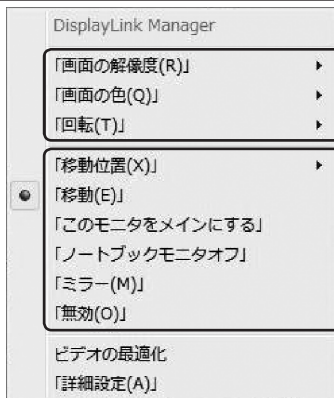 DisplayLink Manager
「画面の解像度(R)」
「画面の色(Q)」
「回転(T)」
「移動位置(X)」
「移動(E)」
「このモニタをメインにする」
「ノートブックモニタオフ」
「ミラー(M)」
「無効(O)」
ビデオの最適化
「詳細設定(A)」